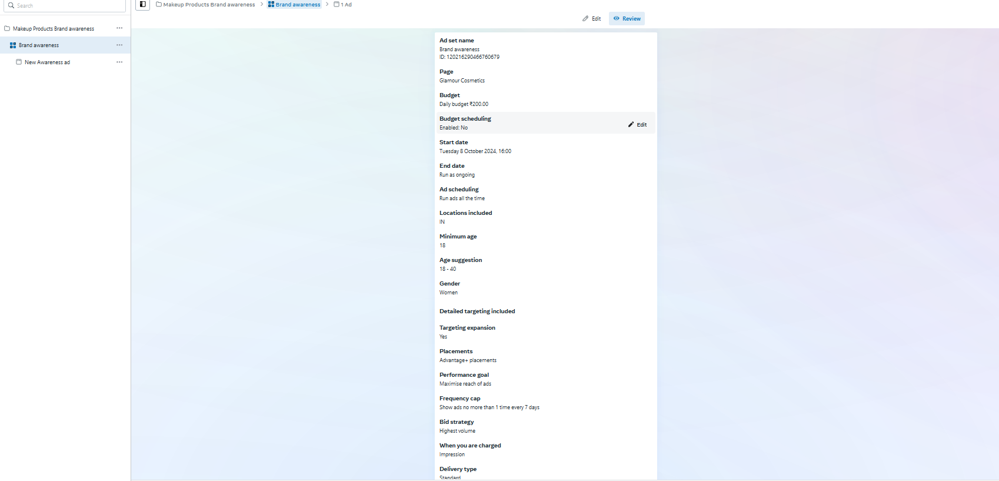 Search
Makeup Products Brand awareness
Brand awareness
New Awareness ad
Makeup Products Brand awareness > Brand awareness > 1 Ad
Edit Review
Ad set name
Brand awareness
ID: 120216290466760679
Page
Glamour Cosmetics
Budget
Daily budget ₹200.00
Budget scheduling
Enabled: No
Edit
Start date
Tuesday 8 October 2024, 16:00
End date
Run as ongoing
Ad scheduling
Run ads all the time
Locations included
IN
Minimum age
18
Age suggestion
18 - 40
Gender
Women
Detailed targeting included
Targeting expansion
Yes
Placements
Advantage+ placements
Performance goal
Maximise reach of ads
Frequency cap
Show ads no more than 1 time every 7 days
Bid strategy
Highest volume
When you are charged
Impression
Delivery type
Standard